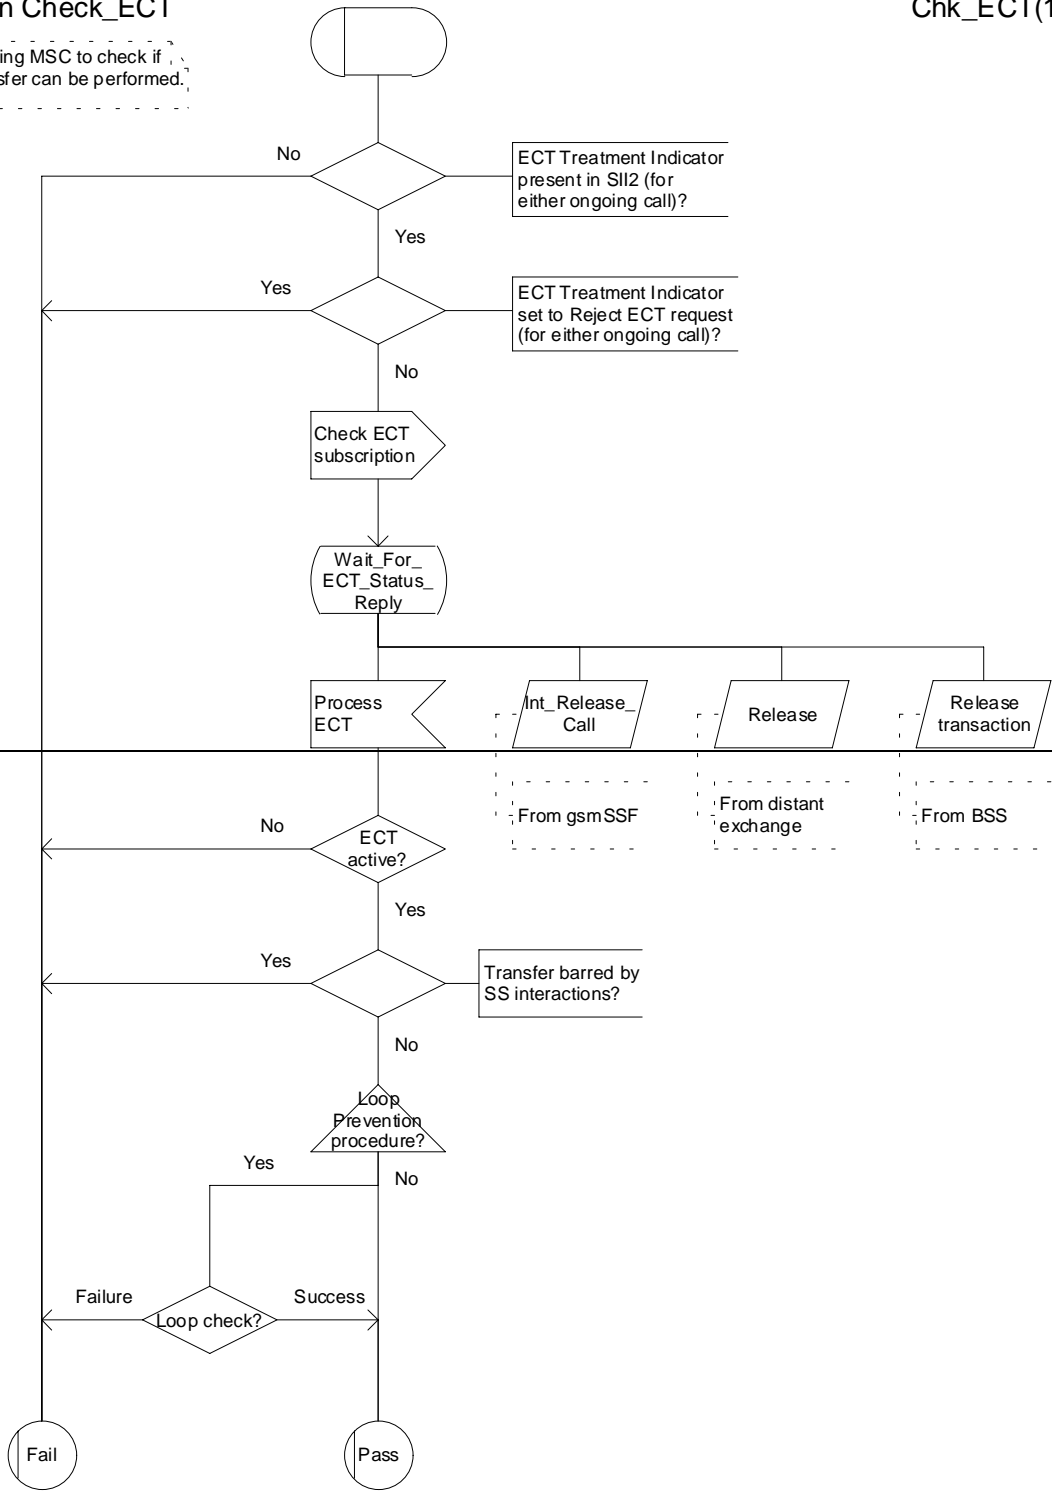 n Check_ECT
Chk_ECT(1
ing MSC to check if
sfer can be performed.
No
ECT Treatment Indicator
present in SII2 (for
either ongoing call)?
Yes
Yes
ECT Treatment Indicator
set to Reject ECT request
(for either ongoing call)?
No
Check ECT
subscription
Wait_For_
ECT_Status_
Reply
Process
ECT
Int_Release_
Call
Release
Release
transaction
From gsmSSF
From distant
exchange
From BSS
No
ECT
active?
Yes
Yes
Transfer barred by
SS interactions?
No
Loop
Prevention
procedure?
Yes
No
Failure
Success
Loop check?
Fail
Pass